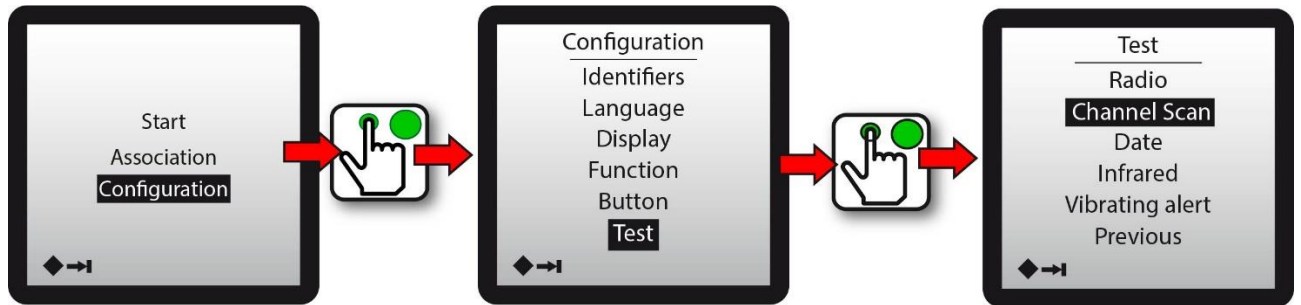 Start
Association
Configuration
Configuration
Identifiers
Language
Display
Function
Button
Test
Test
Radio
Channel Scan
Date
Infrared
Vibrating alert
Previous